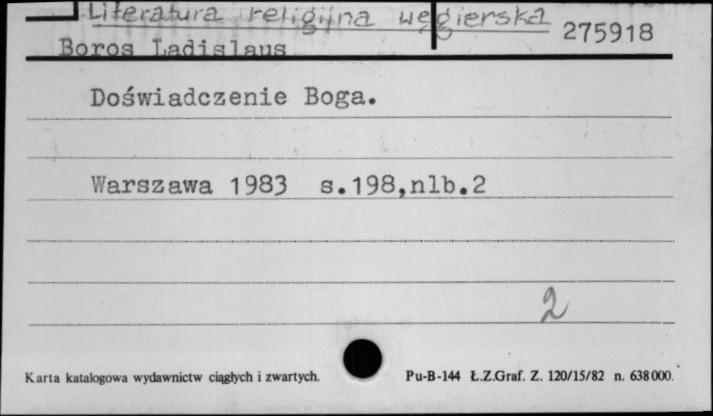 Literatura religijna węgierska
275918
Boros Ladislaus
Doświadczenie Boga.
Warszawa 1983 s.198,nlb.2
2
Karta katalogowa wydawnictw ciągłych i zwartych.
Pu-B-144 Ł.Z.Graf. Z. 120/15/82 n. 638000.